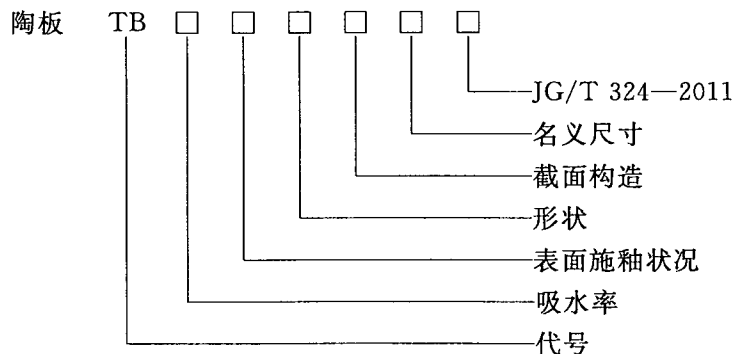 陶板 TB □ □ □ □ □ □
JG/T 324—2011
名义尺寸
截面构造
形状
表面施釉状况
吸水率
代号